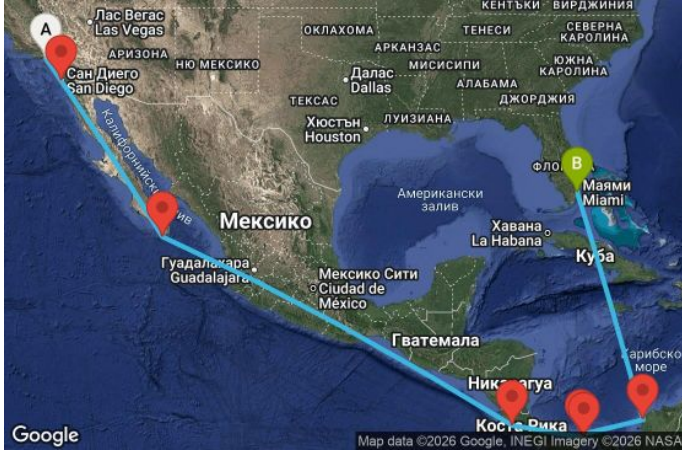 КЕНТЪКИ ВИРДЖИНИЯ
A
Лас Вегас
Las Vegas
ОКЛАХОМА
ТЕНЕСИ
СЕВЕРНА
КАРОЛИНА
АРИЗОНА
НЮ МЕКСИКО
АРКАНЗАС
МИСИСИПИ
ЮЖНА
КАРОЛИНА
Сан Диего
San Diego
Далас
Dallas
АЛАБАМА
ДЖОРДЖИЯ
ТЕКСАС
Хюстън
Houston
ЛУИЗИАНА
B
Маями
Miami
Американски
залив
Мексико
Хавана
La Habana
Куба
Гуадалахара
Guadalajara
Мексико Сити
Ciudad de
México
Гватемала
море
Коста Рика
Google
Map data ©2026 Google, INEGI Imagery ©2026 NASA